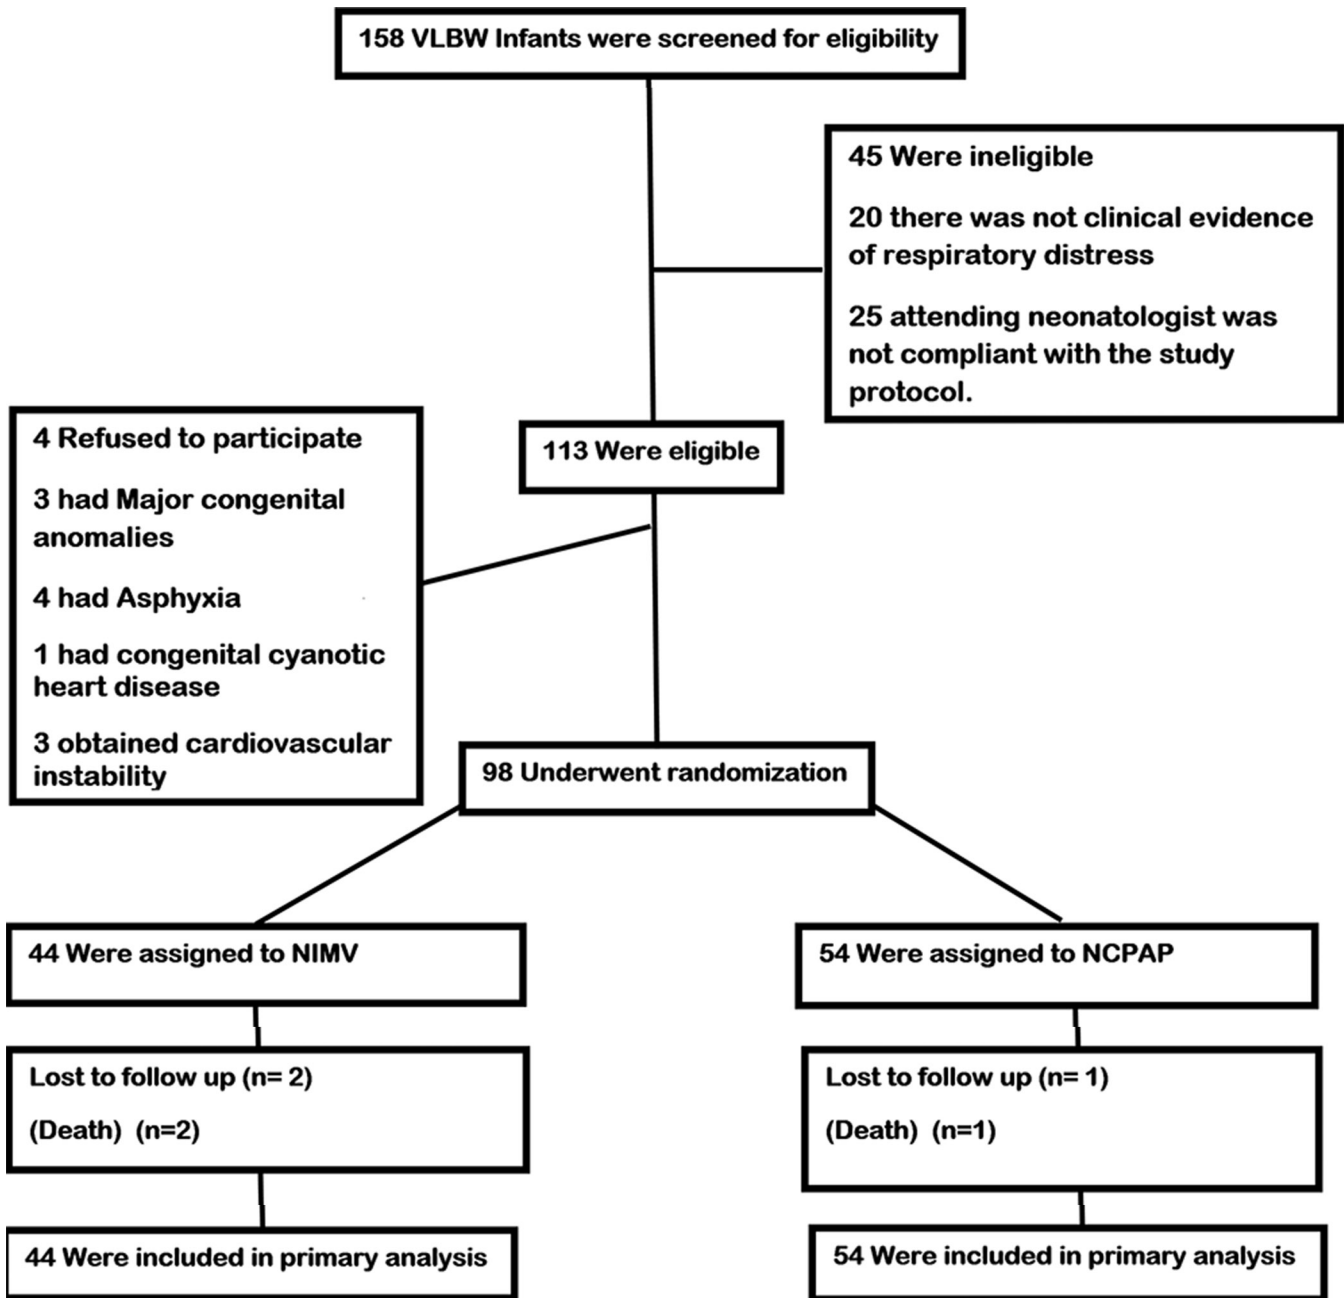 158 VLBW Infants were screened for eligibility
45 Were ineligible
20 there was not clinical evidence
of respiratory distress
25 attending neonatologist was
not compliant with the study
protocol.
113 Were eligible
4 Refused to participate
3 had Major congenital
anomalies
4 had Asphyxia
1 had congenital cyanotic
heart disease
3 obtained cardiovascular
instability
98 Underwent randomization
44 Were assigned to NIMV
Lost to follow up (n= 2)
(Death) (n=2)
44 Were included in primary analysis
54 Were assigned to NCPAP
Lost to follow up (n= 1)
(Death) (n=1)
54 Were included in primary analysis